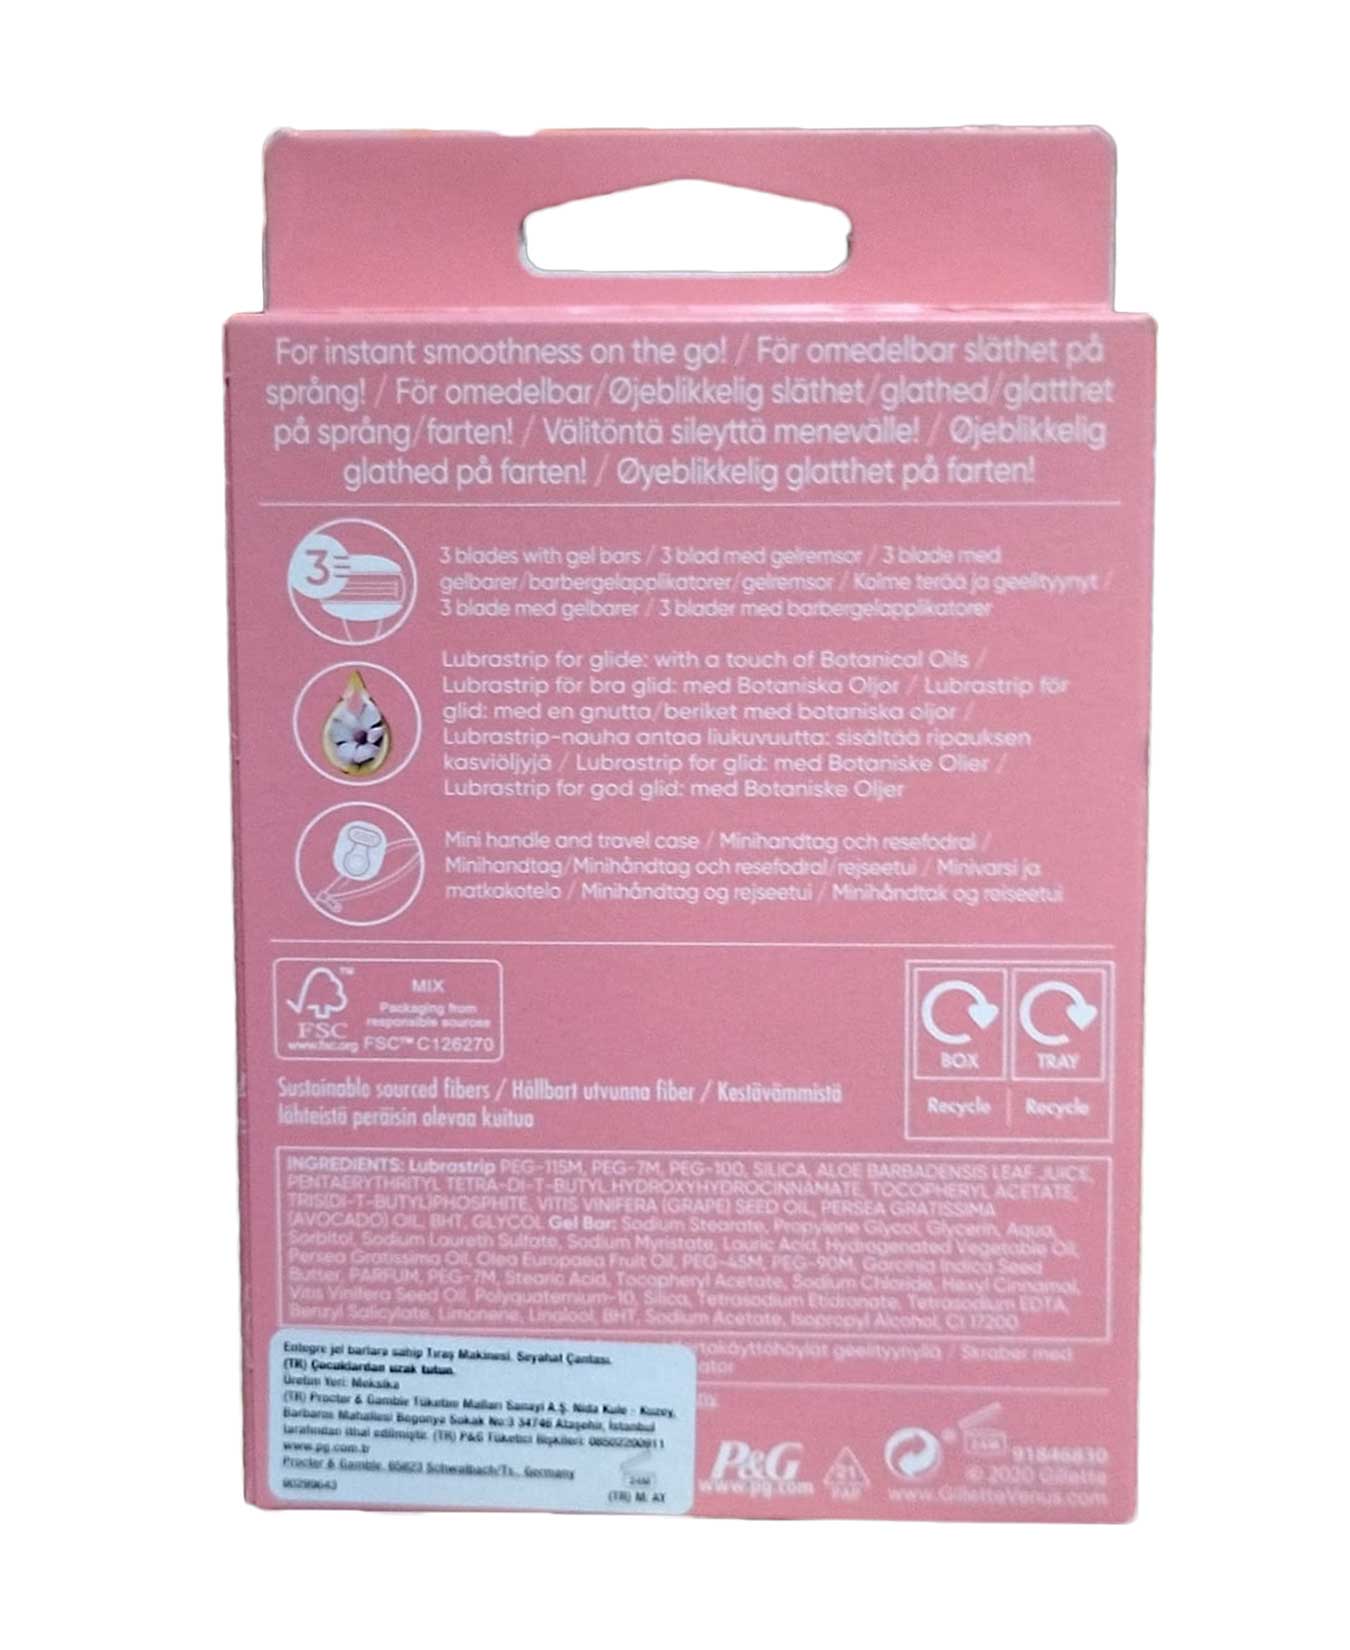 For instant smoothness on the go! / För omedelbar släthet på
språng! / För omedelbar/Øjeblikkelig släthet/glathed/glatthet
på språng/farten! / Välitöntä sileyttä menevälle! / Øjeblikkelig
glathed på farten! / Øyeblikkelig glatthet på farten!
3
3 blades with gel bars / 3 blad med gelremsor / 3 blade med
gelbarer/barbergelapplikatorer/gelremsor / Kolme terää ja geelityynyt /
3 blade med gelbarer / 3 blader med barbergelapplikatorer
Lubrastrip for glide: with a touch of Botanical Oils /
Lubrastrip för bra glid: med Botaniska Oljor / Lubrastrip för
glid: med en gnutta/beriket med botaniska oljor /
Lubrastrip-nauha antaa liukuvuutta: sisältää ripauksen
kasviöljyjä / Lubrastrip for glid: med Botaniske Olier /
Lubrastrip for god glid: med Botaniske Oljer
Mini handle and travel case / Minihandtag och resefodral /
Minihandtag/Minihåndtag och resefodral/rejseetui / Minivarsi ja
matkakotelo / Minihåndtag og rejseetui / Minihåndtak og reiseetui
MIX
Packaging from
responsible sources
FSC
www.fsc.org FSC™ C126270
BOX TRAY
Recycle Recycle
Sustainable sourced fibers / Hållbart utvunna fiber / Kestävämmistä
lähteistä peräisin olevaa kuitua
INGREDIENTS: Lubrastrip PEG-115M, PEG-7M, PEG-100, SILICA, ALOE BARBADENSIS LEAF JUICE,
PENTAERYTHRITYL TETRA-DI-T-BUTYL HYDROXYHYDROCINNAMATE, TOCOPHERYL ACETATE,
TRIS(DI-T-BUTYL)PHOSPHITE, VITIS VINIFERA (GRAPE) SEED OIL, PERSEA GRATISSIMA
(AVOCADO) OIL, BHT, GLYCOL Gel Bar: Sodium Stearate, Propylene Glycol, Glycerin, Aqua,
Sorbitol, Sodium Laureth Sulfate, Sodium Myristate, Lauric Acid, Hydrogenated Vegetable Oil,
Persea Gratissima Oil, Olea Europaea Fruit Oil, PEG-45M, PEG-90M, Garcinia Indica Seed
Butter, PARFUM, PEG-7M, Stearic Acid, Tocopheryl Acetate, Sodium Chloride, Hexyl Cinnamal,
Vitis Vinifera Seed Oil, Polyquaternium-10, Silica, Tetrasodium Etidronate, Tetrasodium EDTA,
Benzyl Salicylate, Limonene, Linalool, BHT, Sodium Acetate, Isopropyl Alcohol, CI 17200
geelityynyllä / Skraber med
Entegre jel barlara sahip Tıraş Makinesi. Seyahat Çantası.
(TR) Çocuklardan uzak tutun.
Üretim Yeri: Meksika
(TR) Procter & Gamble Tüketim Malları Sanayi A.Ş. Nida Kule - Kuzey,
Barbaros Mahallesi Begonya Sokak No:3 34746 Ataşehir, İstanbul
tarafından ithal edilmiştir. (TR) P&G Tüketici İlişkileri: 08502200911
www.pg.com.tr
Procter & Gamble, 65823 Schwalbach/Ts., Germany
90299643
24M
(TR) M: AY
P&G
www.pg.com
21
PAP
24M
91846830
© 2020 Gillette
www.GilletteVenus.com